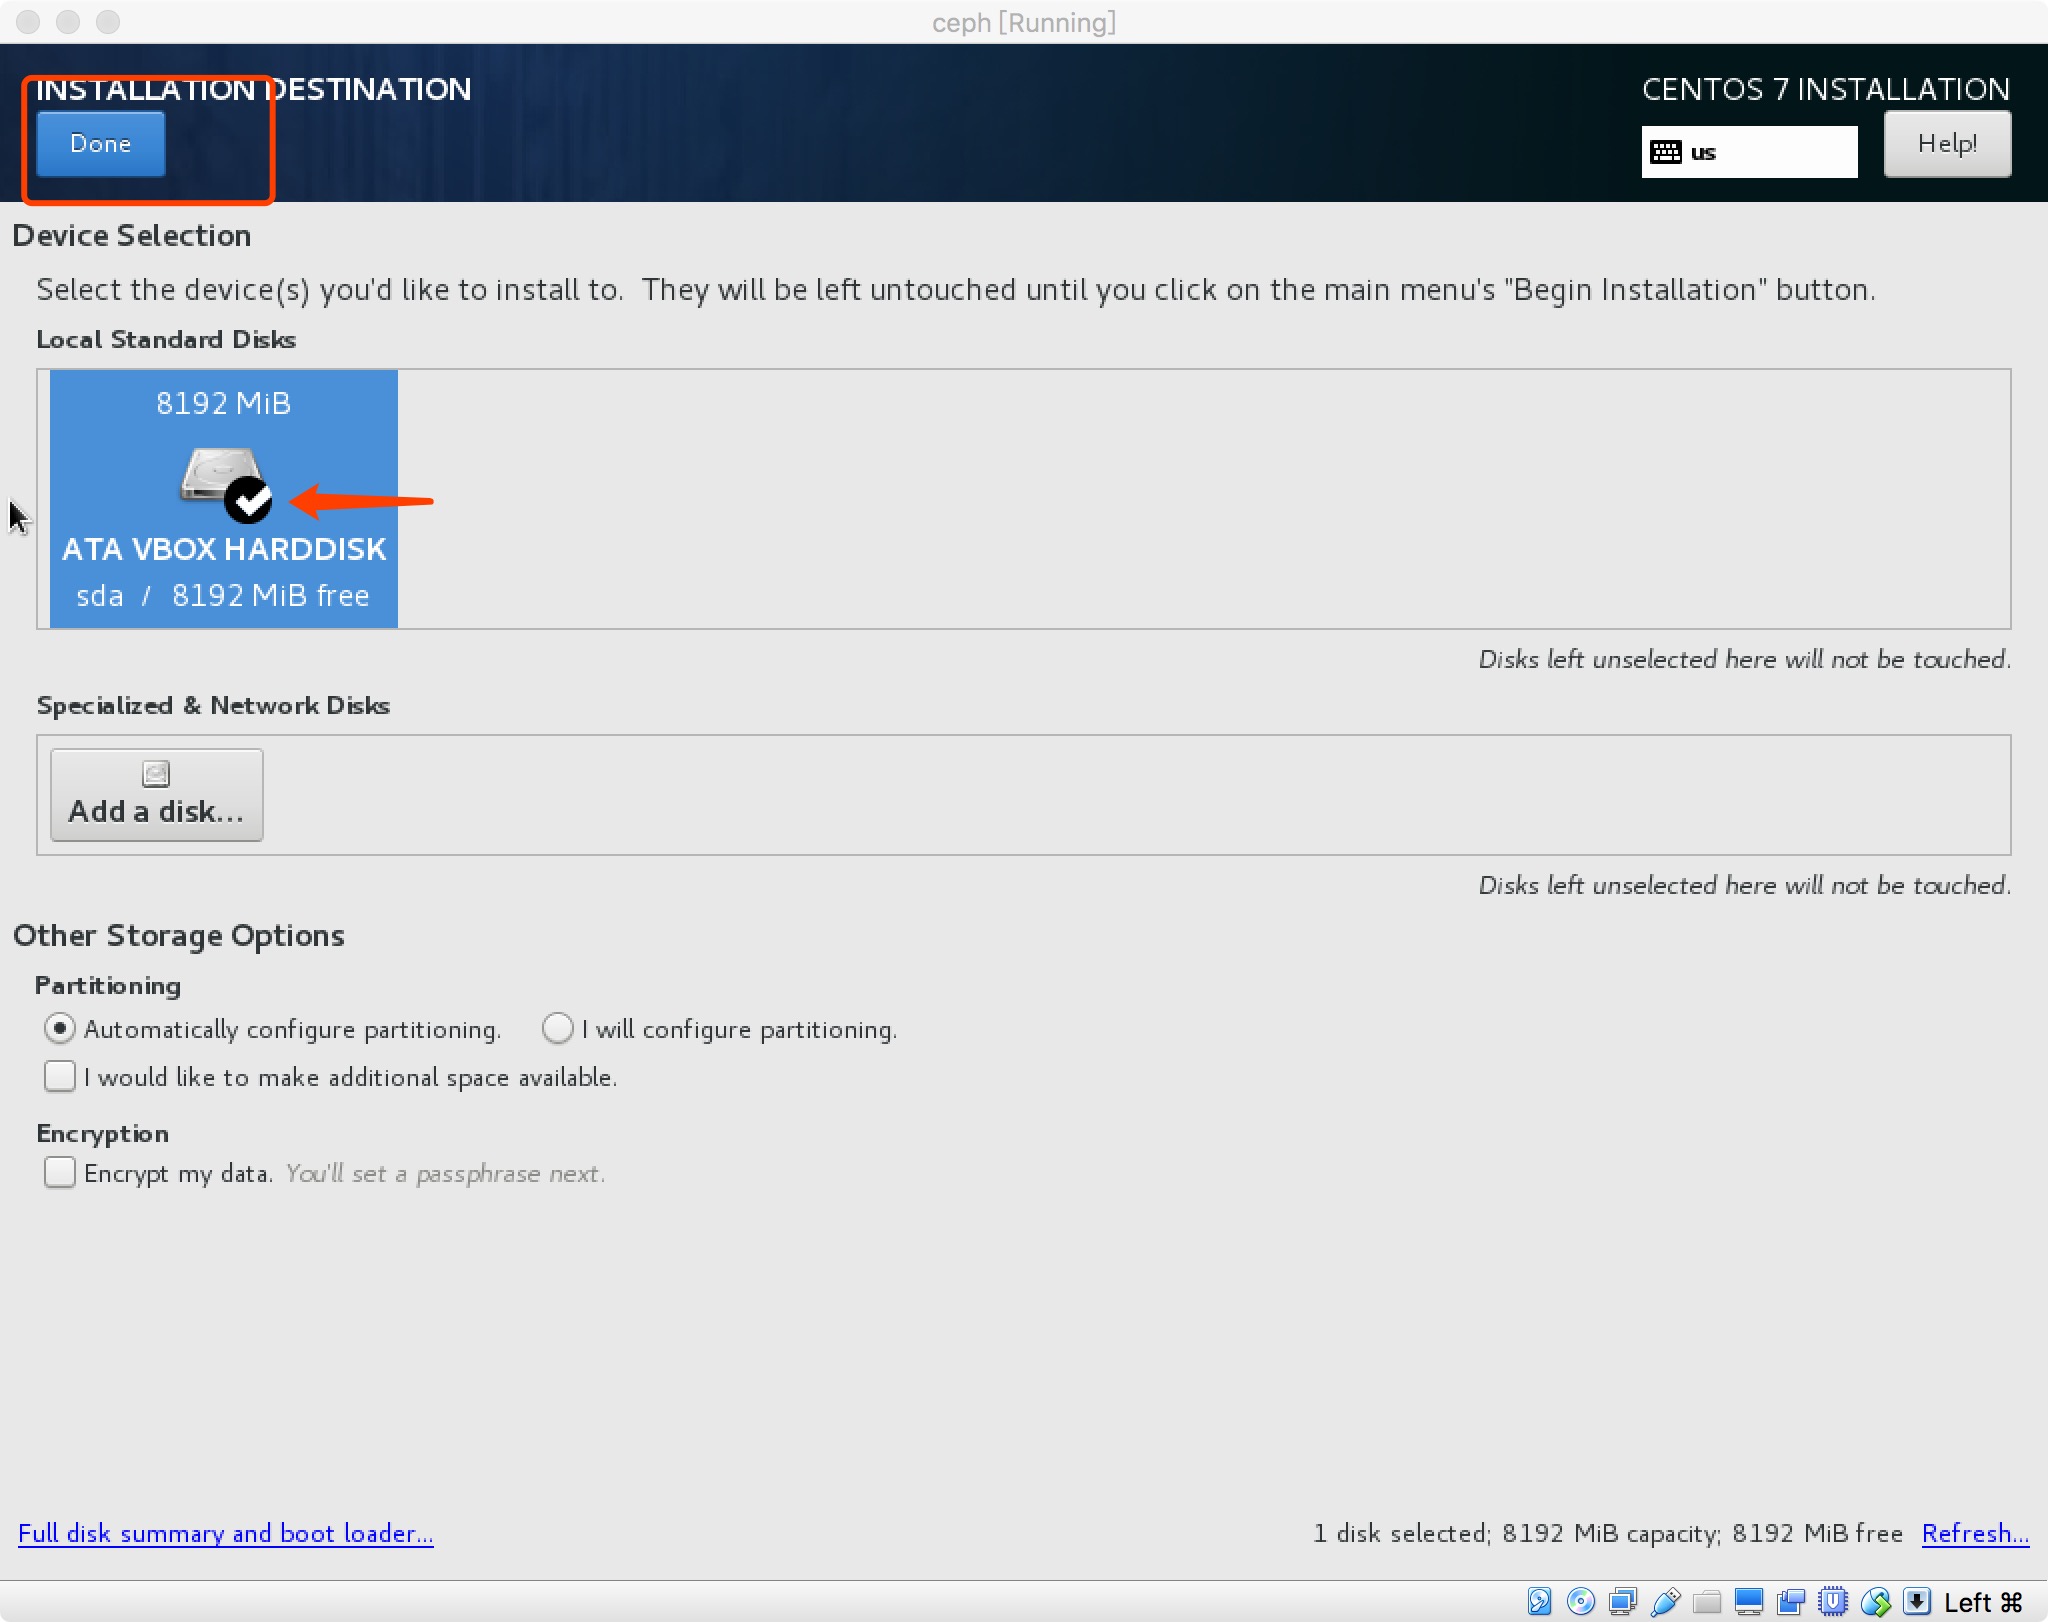 ceph [Running]
INSTALLATION DESTINATION
CENTOS 7 INSTALLATION
Done
us
Help!
Device Selection
Select the device(s) you'd like to install to.  They will be left untouched until you click on the main menu's "Begin Installation" button.
Local Standard Disks
8192 MiB
ATA VBOX HARDDISK
sda / 8192 MiB free
Disks left unselected here will not be touched.
Specialized & Network Disks
Add a disk...
Disks left unselected here will not be touched.
Other Storage Options
Partitioning
Automatically configure partitioning. I will configure partitioning.
I would like to make additional space available.
Encryption
Encrypt my data. You'll set a passphrase next.
Full disk summary and boot loader...
1 disk selected; 8192 MiB capacity; 8192 MiB free Refresh...
Left ⌘